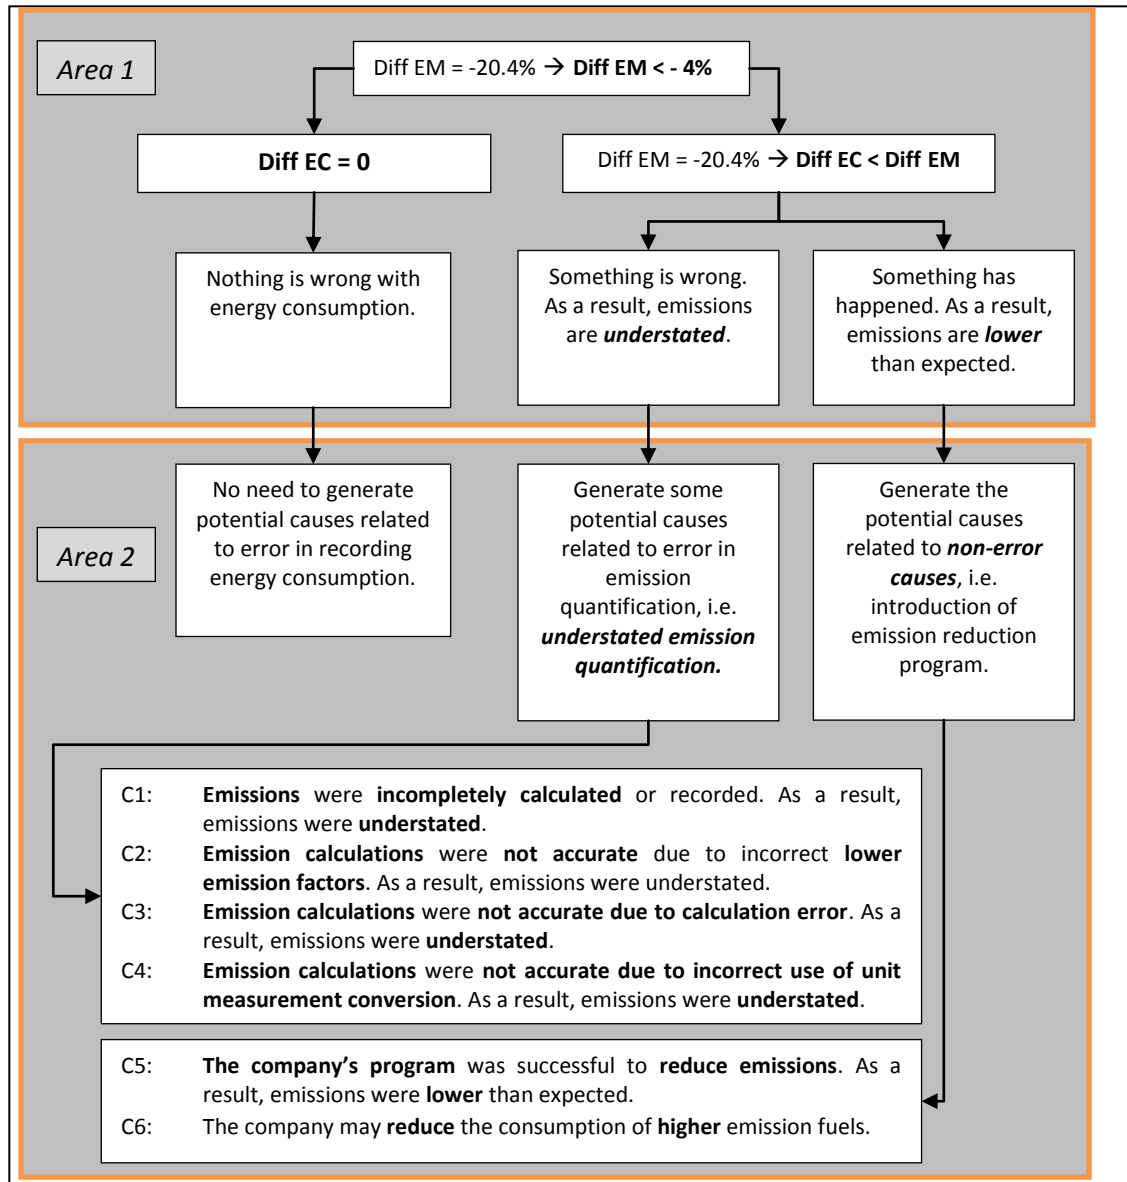 Area 1
Diff EM = -20.4% → Diff EM < - 4%
Diff EC = 0
Diff EM = -20.4% → Diff EC < Diff EM
Nothing is wrong with
energy consumption.
Something is wrong.
As a result, emissions
are understated.
Something has
happened. As a result,
emissions are lower
than expected.
Area 2
No need to generate
potential causes related
to error in recording
energy consumption.
Generate some
potential causes
related to error in
emission
quantification, i.e.
understated emission
quantification.
Generate the
potential causes
related to non-error
causes, i.e.
introduction of
emission reduction
program.
C1: Emissions were incompletely calculated or recorded. As a result,
emissions were understated.
C2: Emission calculations were not accurate due to incorrect lower
emission factors. As a result, emissions were understated.
C3: Emission calculations were not accurate due to calculation error. As a
result, emissions were understated.
C4: Emission calculations were not accurate due to incorrect use of unit
measurement conversion. As a result, emissions were understated.
C5: The company's program was successful to reduce emissions. As a
result, emissions were lower than expected.
C6: The company may reduce the consumption of higher emission fuels.